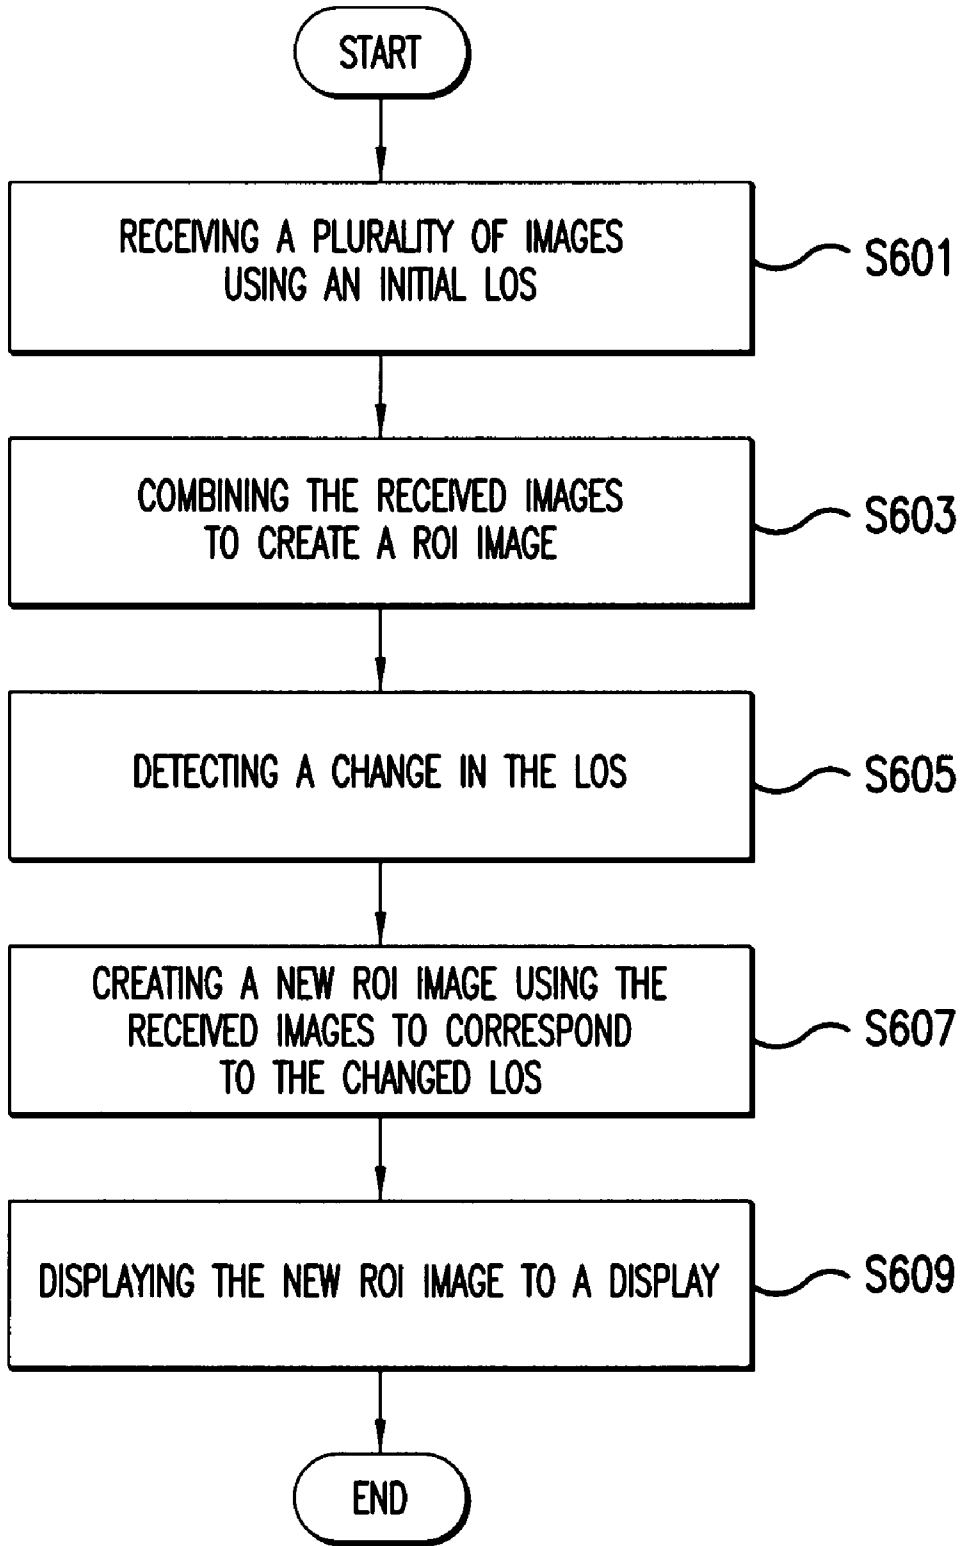 START
RECEIVING A PLURALITY OF IMAGES
USING AN INITIAL LOS
S601
COMBINING THE RECEIVED IMAGES
TO CREATE A ROI IMAGE
S603
DETECTING A CHANGE IN THE LOS
S605
CREATING A NEW ROI IMAGE USING THE
RECEIVED IMAGES TO CORRESPOND
TO THE CHANGED LOS
S607
DISPLAYING THE NEW ROI IMAGE TO A DISPLAY
S609
END